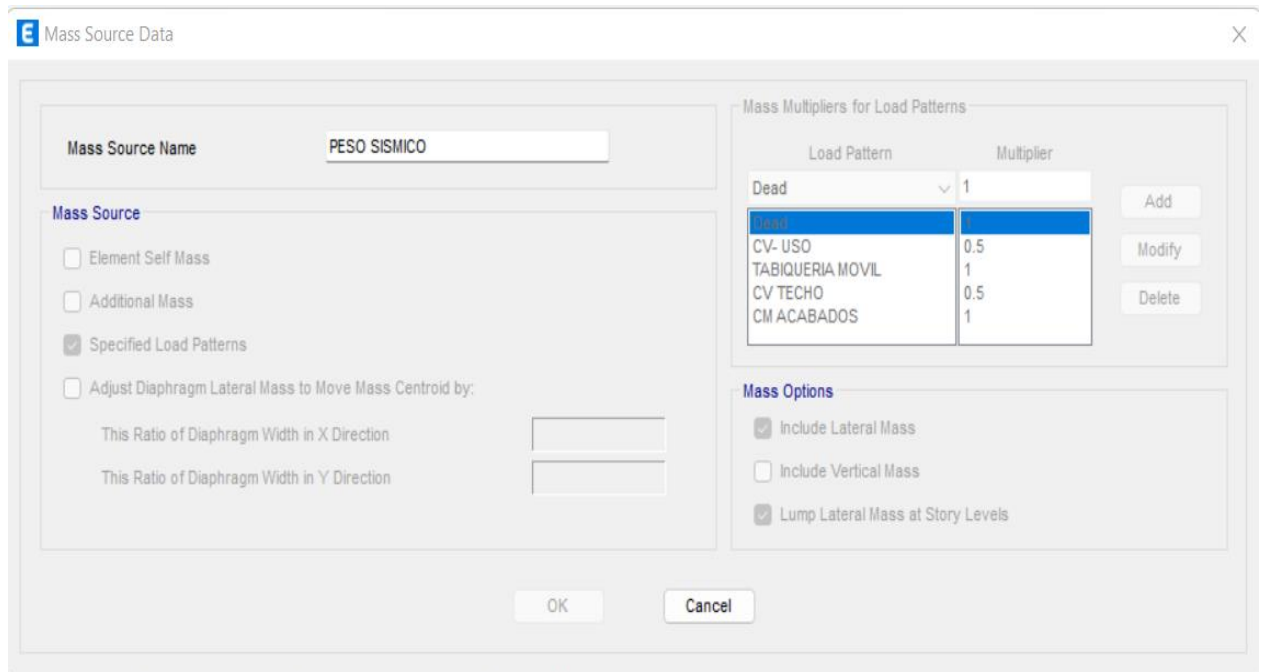 E Mass Source Data
Mass Source Name PESO SISMICO
Mass Source
Element Self Mass
Additional Mass
Specified Load Patterns
Adjust Diaphragm Lateral Mass to Move Mass Centroid by:
This Ratio of Diaphragm Width in X Direction
This Ratio of Diaphragm Width in Y Direction
Mass Multipliers for Load Patterns
Load Pattern Multiplier
Dead 1
Add
Dead 1
CV- USO 0.5
Modify
TABIQUERIA MOVIL 1
CV TECHO 0.5
Delete
CM ACABADOS 1
Mass Options
Include Lateral Mass
Include Vertical Mass
Lump Lateral Mass at Story Levels
OK Cancel